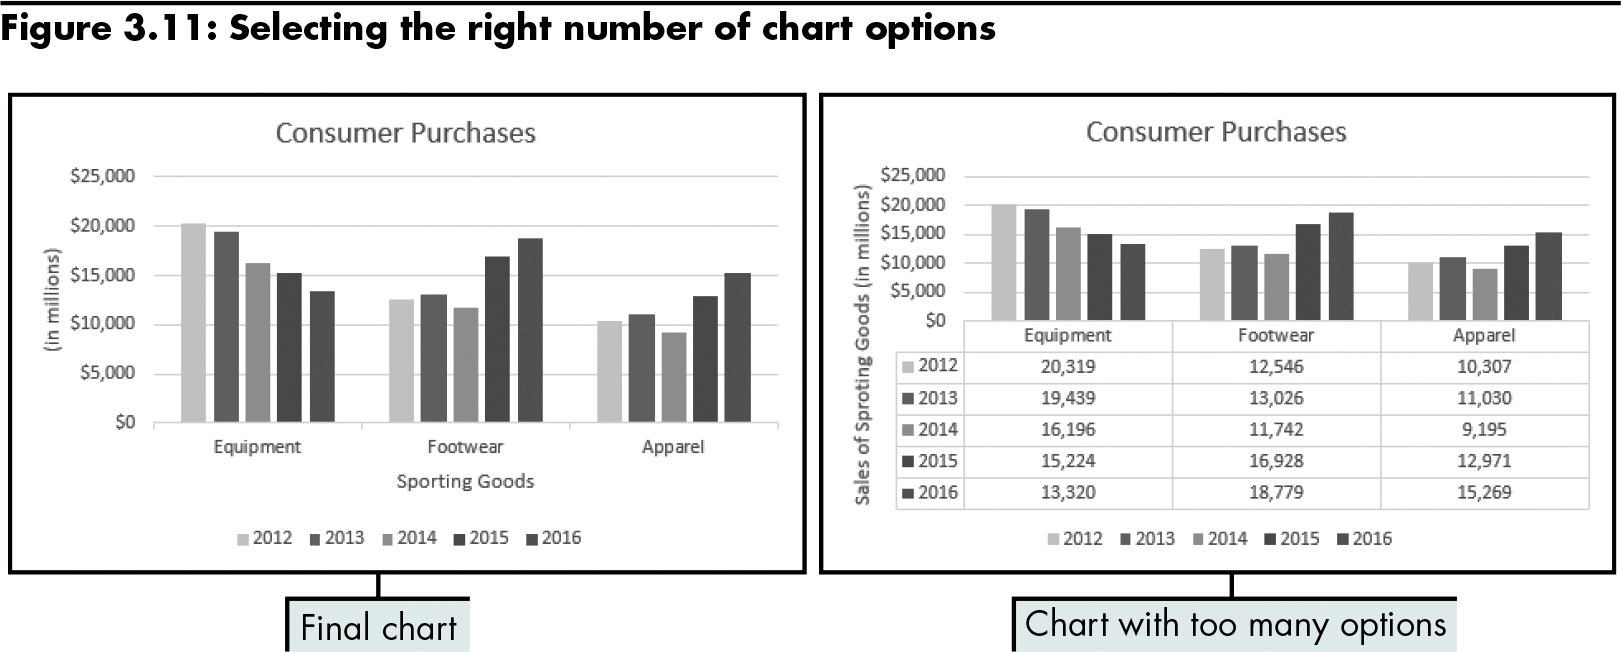 Figure 3.11: Selecting the right number of chart options
Consumer Purchases
$25,000
$20,000
$15,000
$10,000
$5,000
$0
(in millions)
Equipment Footwear Apparel
Sporting Goods
2012 2013 2014 2015 2016
Final chart
Consumer Purchases
$25,000
$20,000
$15,000
$10,000
$5,000
$0
Sales of Sproting Goods (in millions)
Equipment Footwear Apparel
2012 20,319 12,546 10,307
2013 19,439 13,026 11,030
2014 16,196 11,742 9,195
2015 15,224 16,928 12,971
2016 13,320 18,779 15,269
2012 2013 2014 2015 2016
Chart with too many options